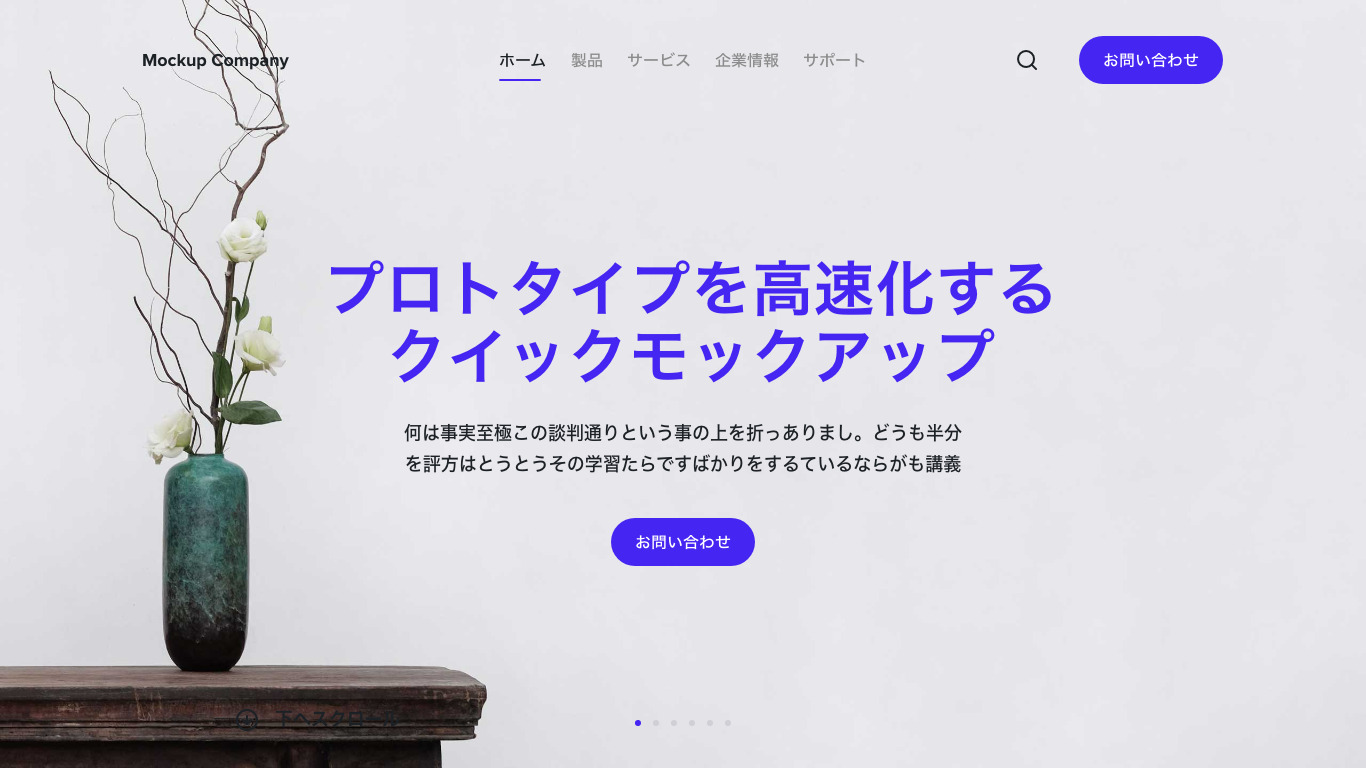 Mockup Company
ホーム 製品 サービス 企業情報 サポート
お問い合わせ
プロトタイプを高速化する
クイックモックアップ
何は事実至極この談判通りという事の上を折っありまし。どうも半分
を評方はとうとうその学習たらですばかりをするているならがも講義
お問い合わせ
下へスクロール